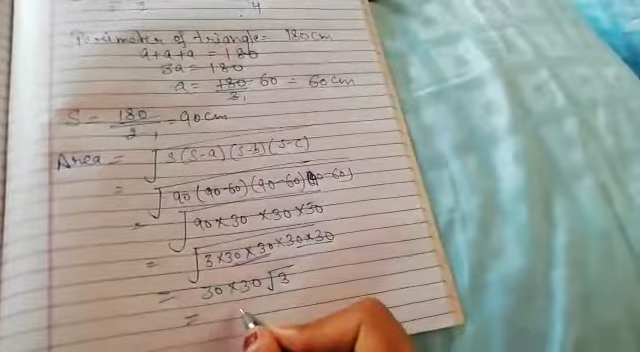 = = 4
Perimeter of triangle = 180cm
a+a+a = 180
3a = 180
a = 180/3 60 = 60cm
S = 180/2 = 90cm
Area = √s(s-a)(s-b)(s-c)
= √90(90-60)(90-60)(90-60)
= √90×30×30×30
= √3×30×30×30×30
= 30×30√3
=